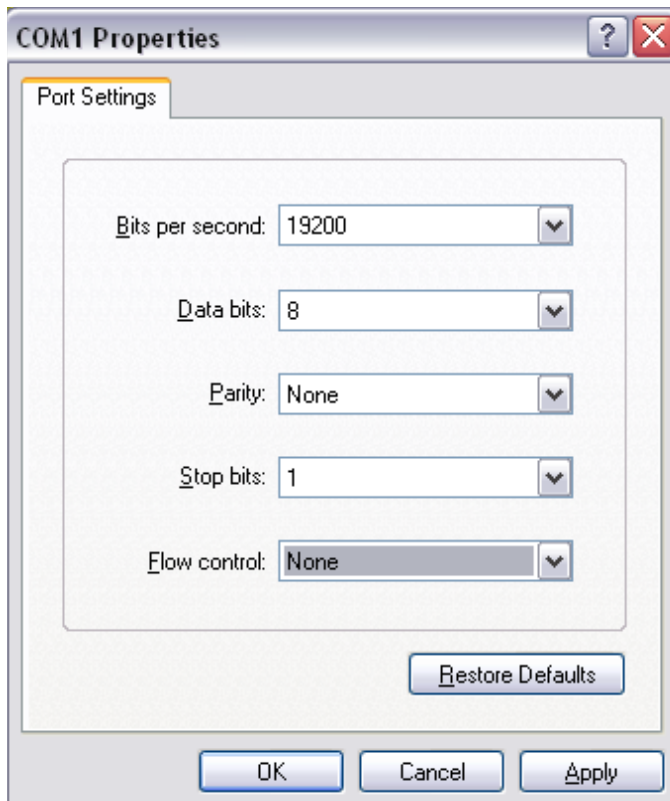 COM1 Properties
Port Settings
Bits per second: 19200
Data bits: 8
Parity: None
Stop bits: 1
Flow control: None
Restore Defaults
OK Cancel Apply